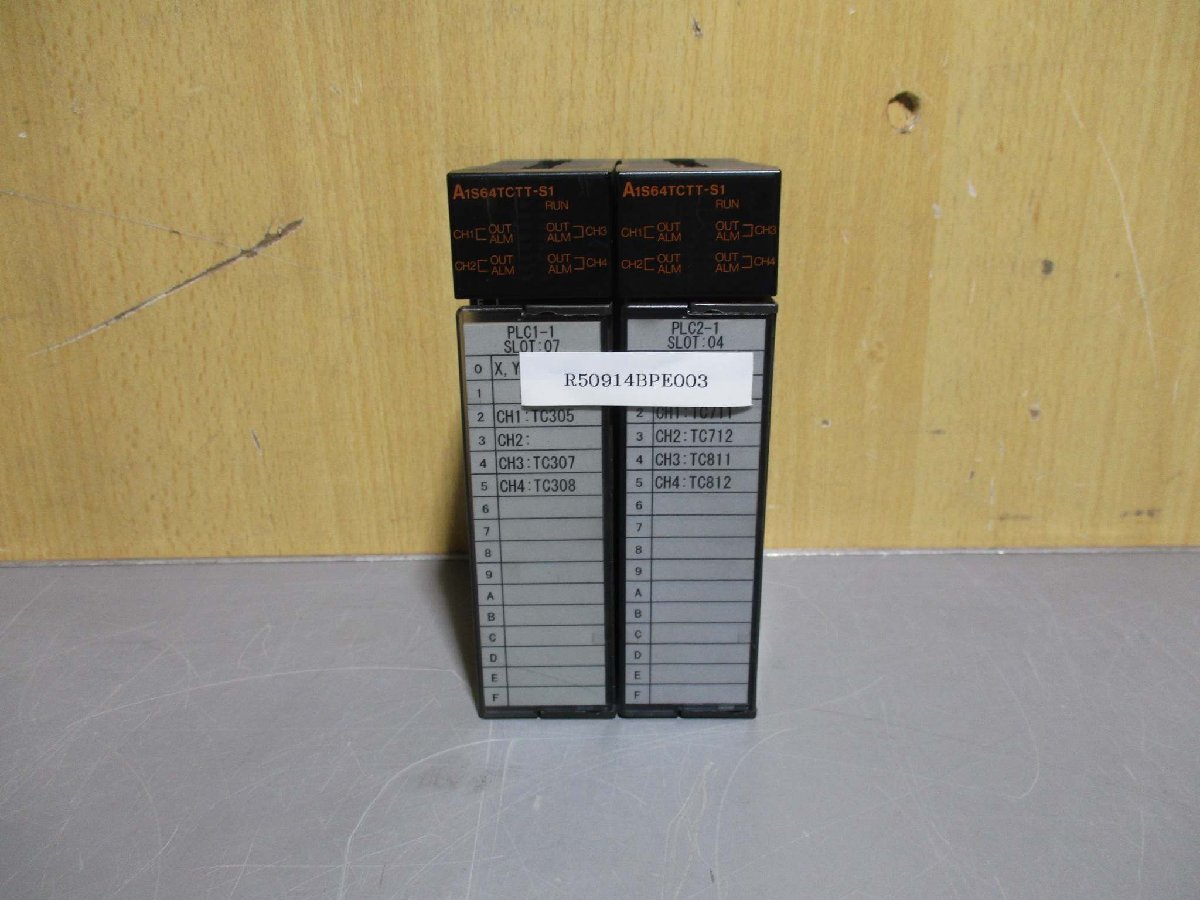 A1S64TCTT-S1
RUN
CH1 OUT ALM OUT ALM CH3
CH2 OUT ALM OUT ALM CH4
A1S64TCTT-S1
RUN
CH1 OUT ALM OUT ALM CH3
CH2 OUT ALM OUT ALM CH4
PLC1-1
SLOT:07
0 X,Y
1
2 CH1:TC305
3 CH2:
4 CH3:TC307
5 CH4:TC308
6
7
8
9
A
B
C
D
E
F
R50914BPE003
PLC2-1
SLOT:04
2 CH1:TC711
3 CH2:TC712
4 CH3:TC811
5 CH4:TC812
6
7
8
9
A
B
C
D
E
F